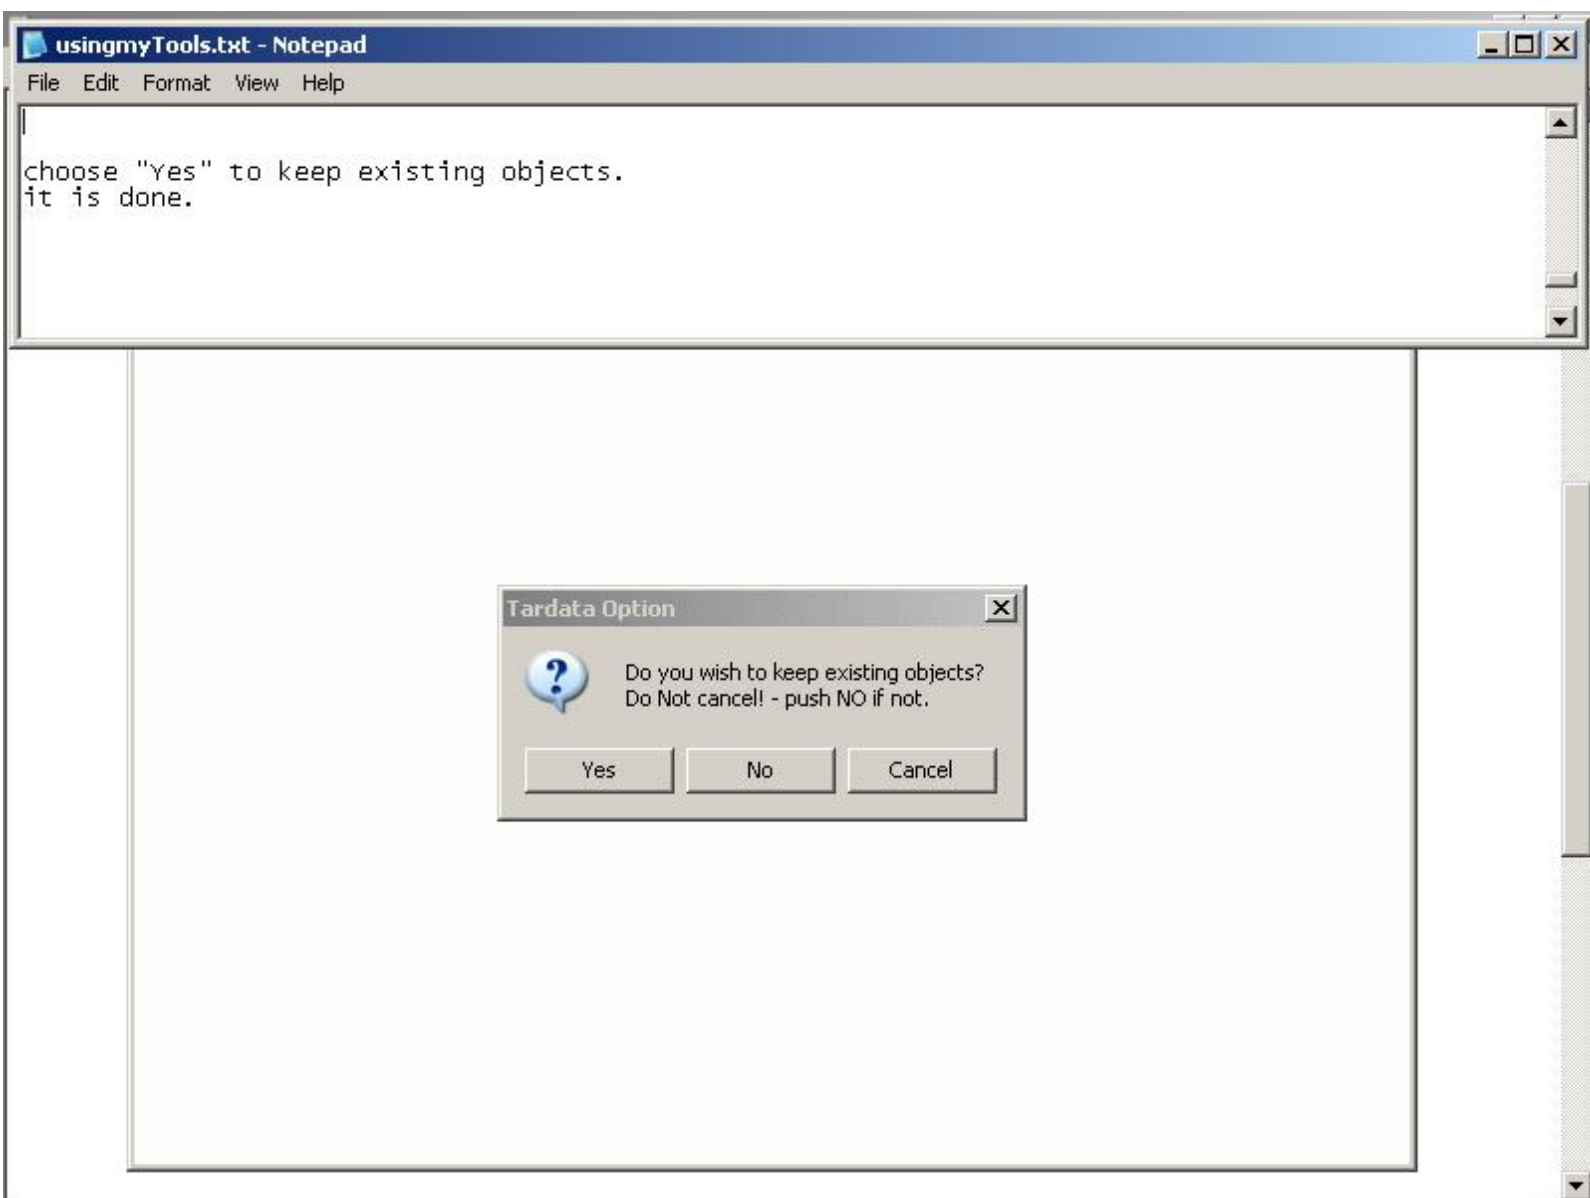 usingmyTools.txt - Notepad
File Edit Format View Help
choose "Yes" to keep existing objects.
it is done.
Tardata Option
Do you wish to keep existing objects?
Do Not cancel! - push NO if not.
Yes No Cancel